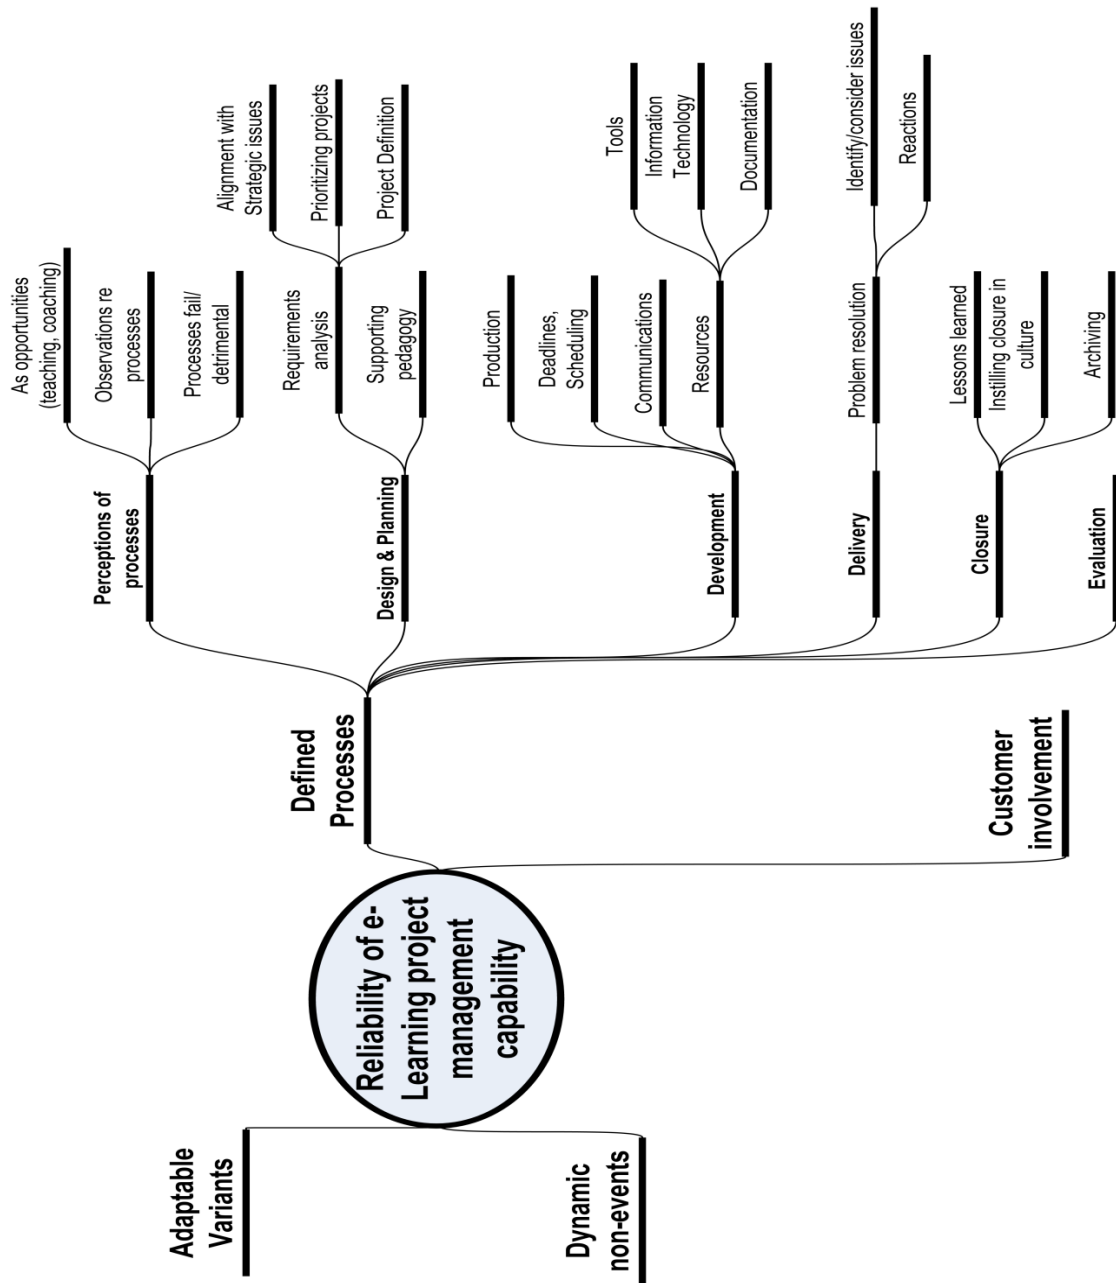 Reliability of e-
Learning project
management
capability
Adaptable
Variants
Dynamic
non-events
Defined
Processes
Customer
involvement
Perceptions of
processes
As opportunities
(teaching, coaching)
Observations re
processes
Processes fail/
detrimental
Design & Planning
Requirements
analysis
Alignment with
Strategic issues
Prioritizing projects
Project Definition
Supporting
pedagogy
Development
Production
Deadlines,
Scheduling
Communications
Resources
Tools
Information
Technology
Documentation
Delivery
Problem resolution
Identify/consider issues
Reactions
Closure
Lessons learned
Instilling closure in
culture
Archiving
Evaluation